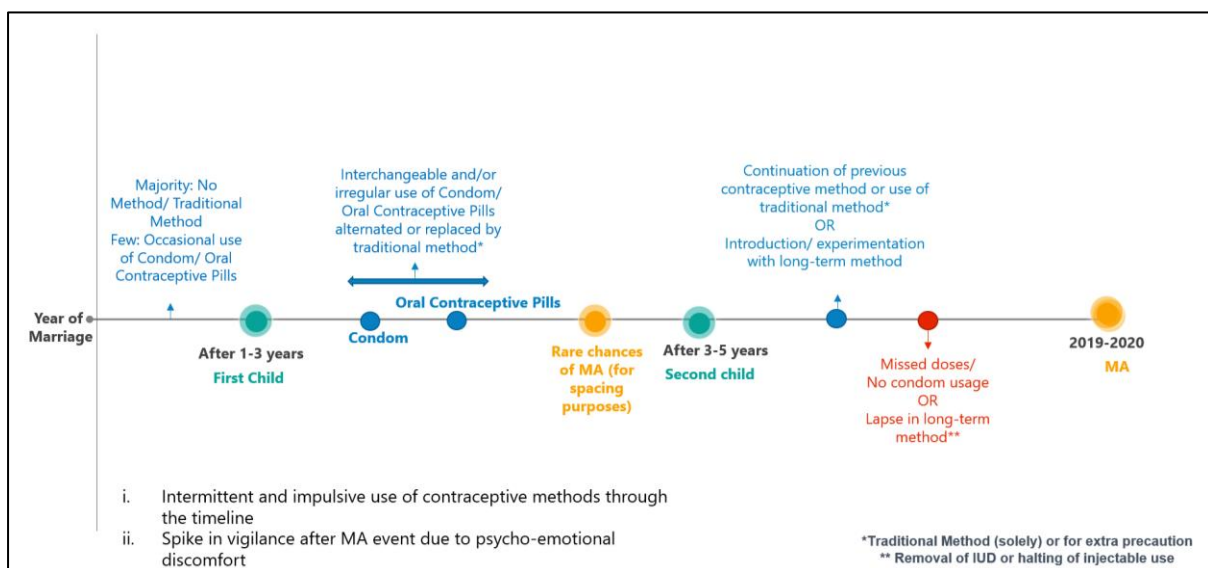 Majority: No
Method/ Traditional
Method
Few: Occasional use
of Condom/ Oral
Contraceptive Pills
Interchangeable and/or
irregular use of Condom/
Oral Contraceptive Pills
alternated or replaced by
traditional method*
Continuation of previous
contraceptive method or use of
traditional method*
OR
Introduction/ experimentation
with long-term method
Year of
Marriage
After 1-3 years
First Child
Condom
Oral Contraceptive Pills
Rare chances
of MA (for
spacing
purposes)
After 3-5 years
Second child
Missed doses/
No condom usage
OR
Lapse in long-term
method**
2019-2020
MA
i. Intermittent and impulsive use of contraceptive methods through
the timeline
ii. Spike in vigilance after MA event due to psycho-emotional
discomfort
*Traditional Method (solely) or for extra precaution
** Removal of IUD or halting of injectable use